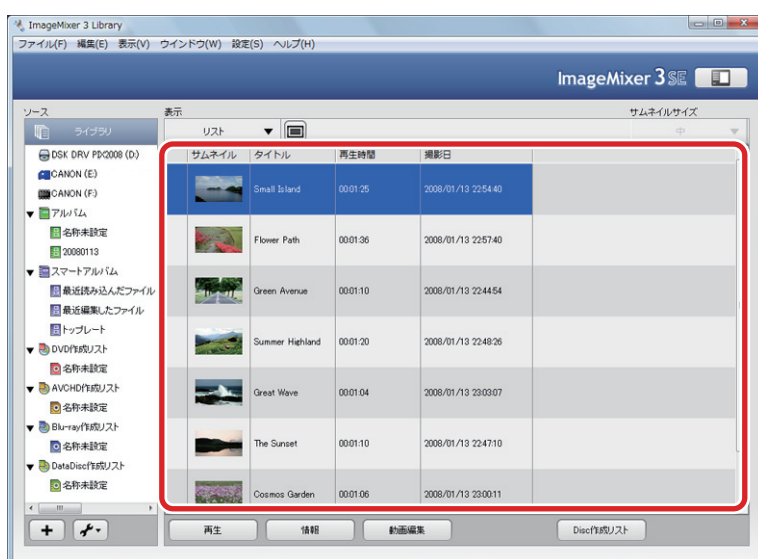 ImageMixer 3 Library
ファイル(F) 編集(E) 表示(V) ウインドウ(W) 設定(S) ヘルプ(H)
ImageMixer 3 SE
ソース 表示 サムネイルサイズ
ライブラリ リスト 中
DSK DRV PDC2008 (D:)
CANON (E:)
CANON (F:)
アルバム
名称未設定
20080113
スマートアルバム
最近読み込んだファイル
最近編集したファイル
トップレート
DVD作成リスト
名称未設定
AVCHD作成リスト
名称未設定
Blu-ray作成リスト
名称未設定
DataDisc作成リスト
名称未設定
サムネイル タイトル 再生時間 撮影日
Small Island 00:01:25 2008/01/13 22:54:40
Flower Path 00:01:36 2008/01/13 22:57:40
Green Avenue 00:01:10 2008/01/13 22:44:54
Summer Highland 00:01:20 2008/01/13 22:48:26
Great Wave 00:01:04 2008/01/13 23:03:07
The Sunset 00:01:10 2008/01/13 22:47:10
Cosmos Garden 00:01:06 2008/01/13 23:00:11
再生 情報 動画編集 Disc作成リスト